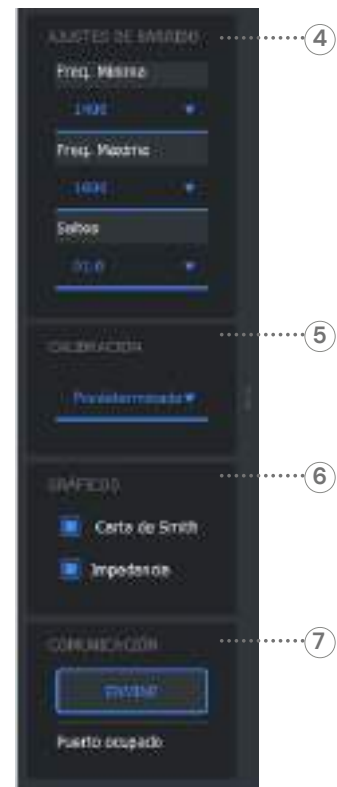 AJUSTES DE BARRIDO
4
Freq. Mínima
Freq. Máxima
Saltos
CALIBRACIÓN
5
Predeterminada
GRÁFICOS
6
Carta de Smith
Impedancia
COMUNICACIÓN
7
ENVIAR
Puerto ocupado